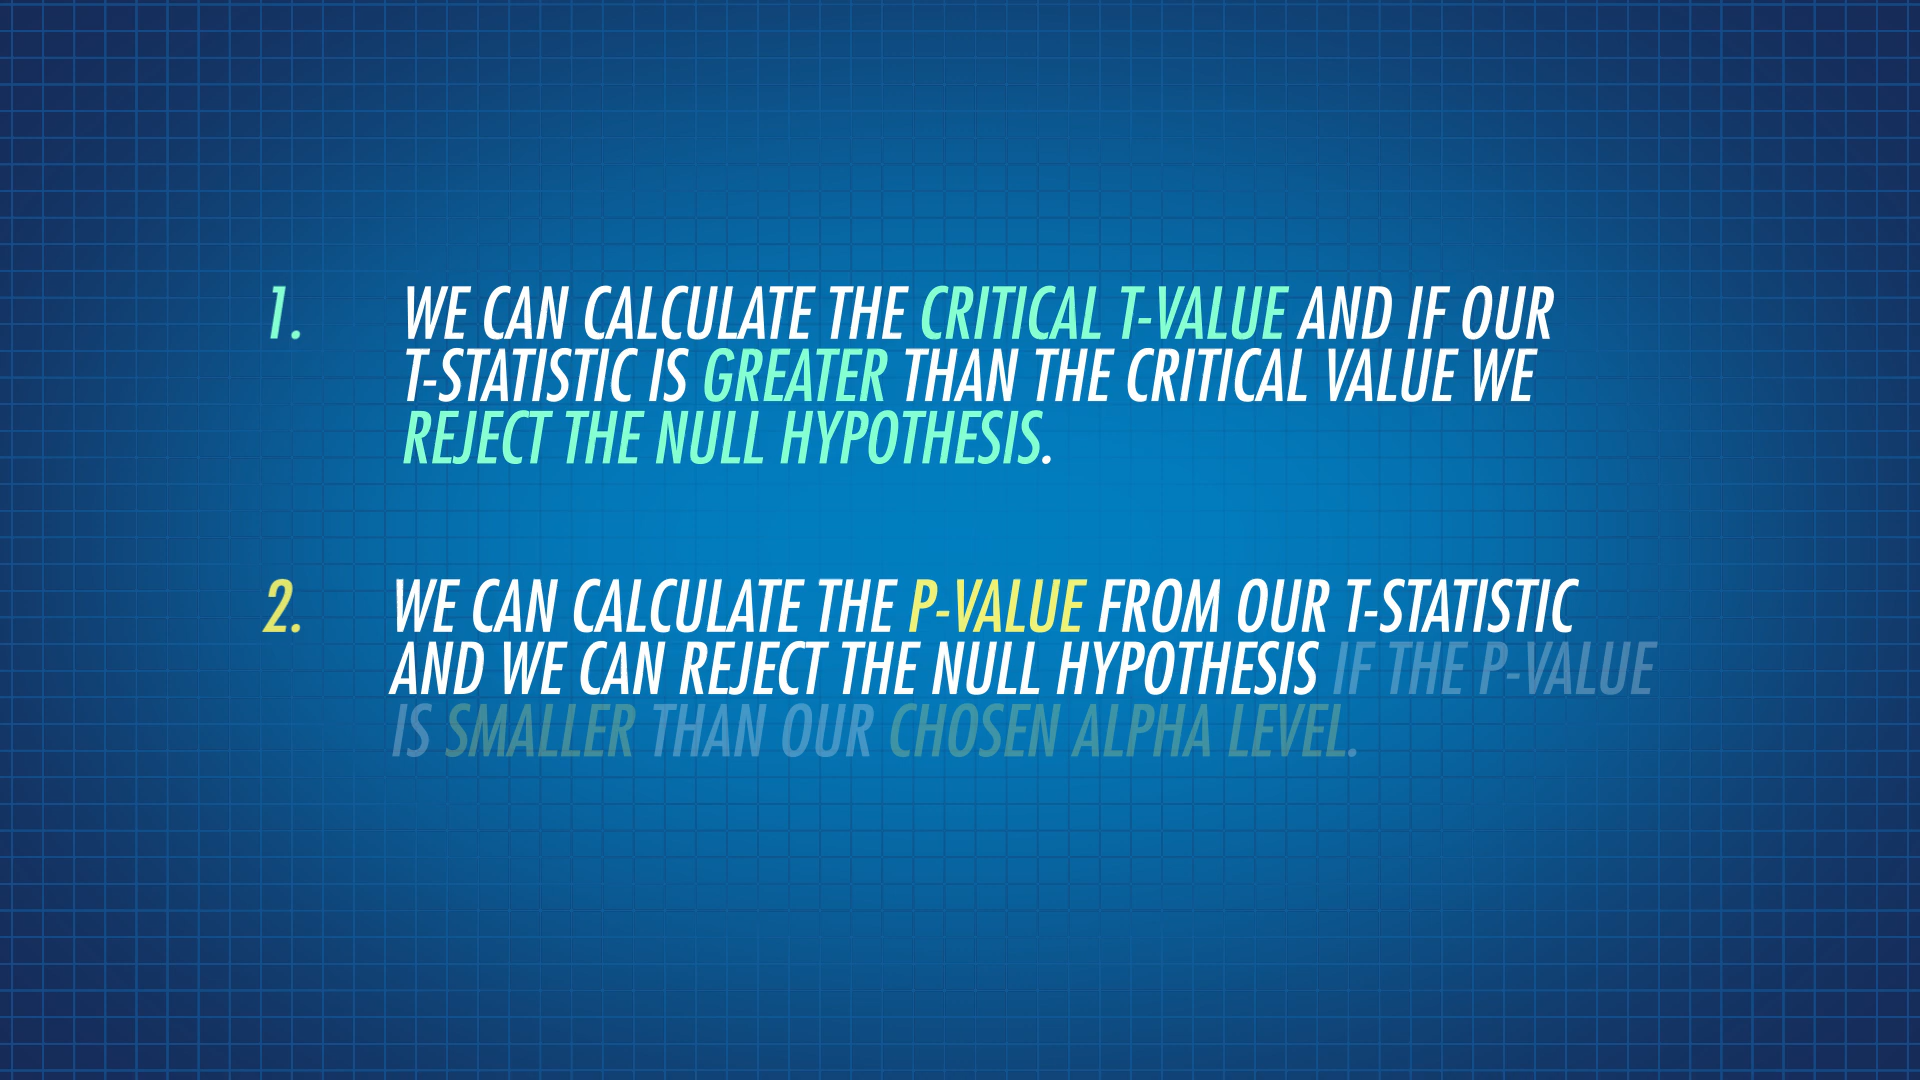 1. WE CAN CALCULATE THE CRITICAL T-VALUE AND IF OUR
T-STATISTIC IS GREATER THAN THE CRITICAL VALUE WE
REJECT THE NULL HYPOTHESIS.
2. WE CAN CALCULATE THE P-VALUE FROM OUR T-STATISTIC
AND WE CAN REJECT THE NULL HYPOTHESIS IF THE P-VALUE
IS SMALLER THAN OUR CHOSEN ALPHA LEVEL.